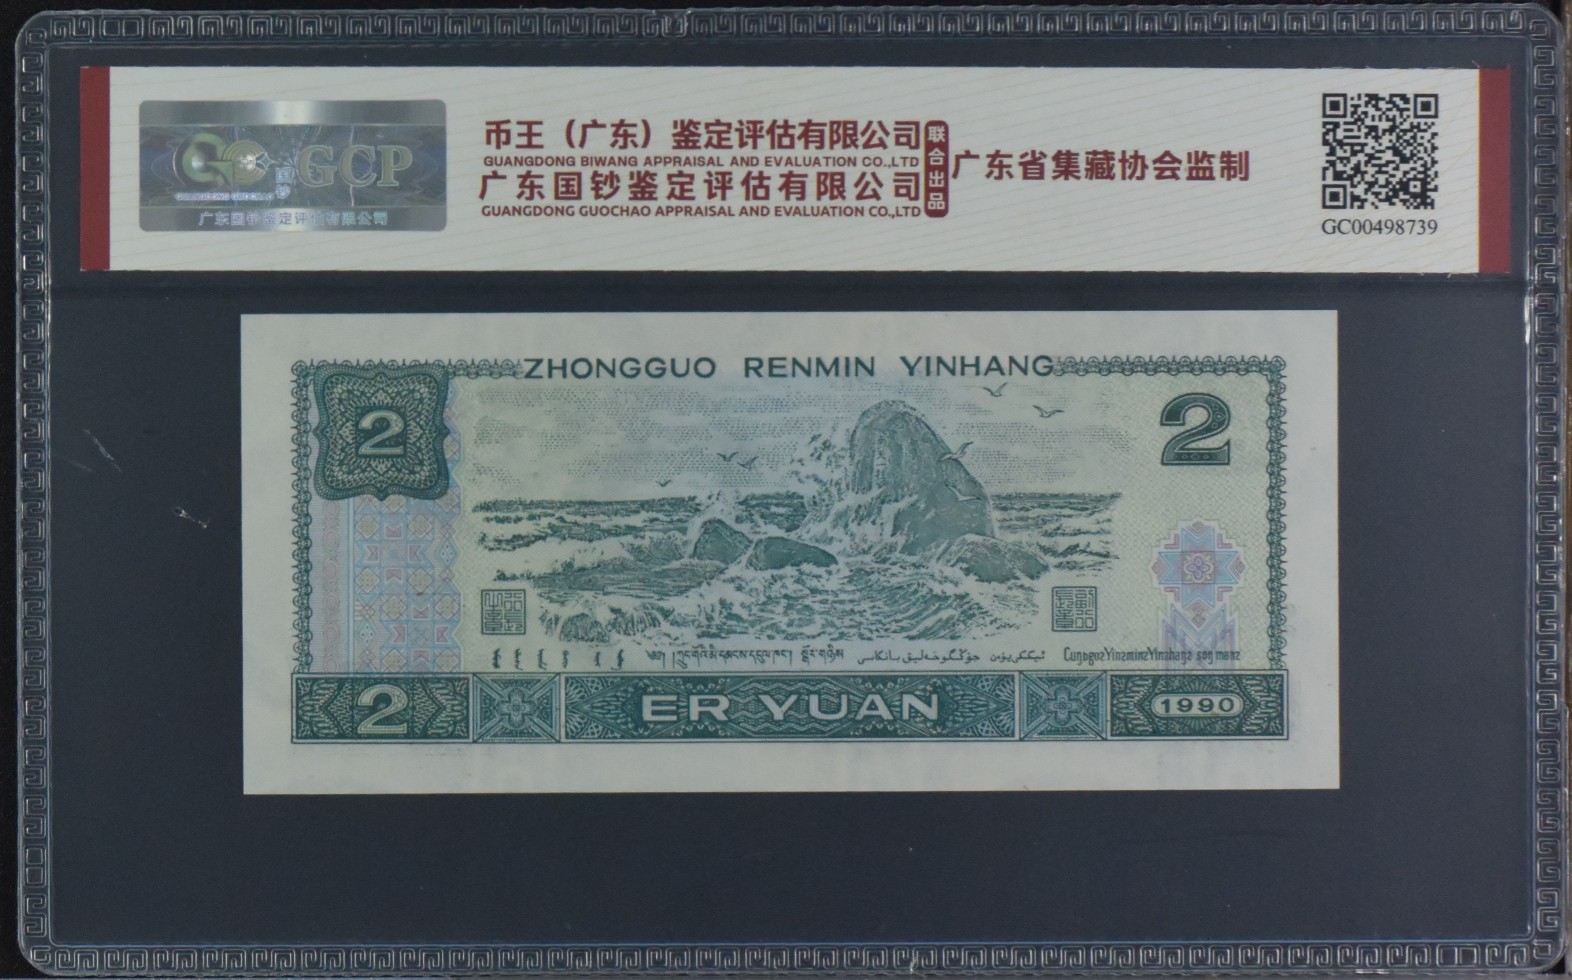 GCP
国钞
广东国钞鉴定评估有限公司
币王（广东）鉴定评估有限公司
GUANGDONG BIWANG APPRAISAL AND EVALUATION CO.,LTD
广东国钞鉴定评估有限公司
GUANGDONG GUOCHAO APPRAISAL AND EVALUATION CO.,LTD
联合出品
广东省集藏协会监制
GC00498739
ZHONGGUO RENMIN YINHANG
2
2
2
ER YUAN
1990